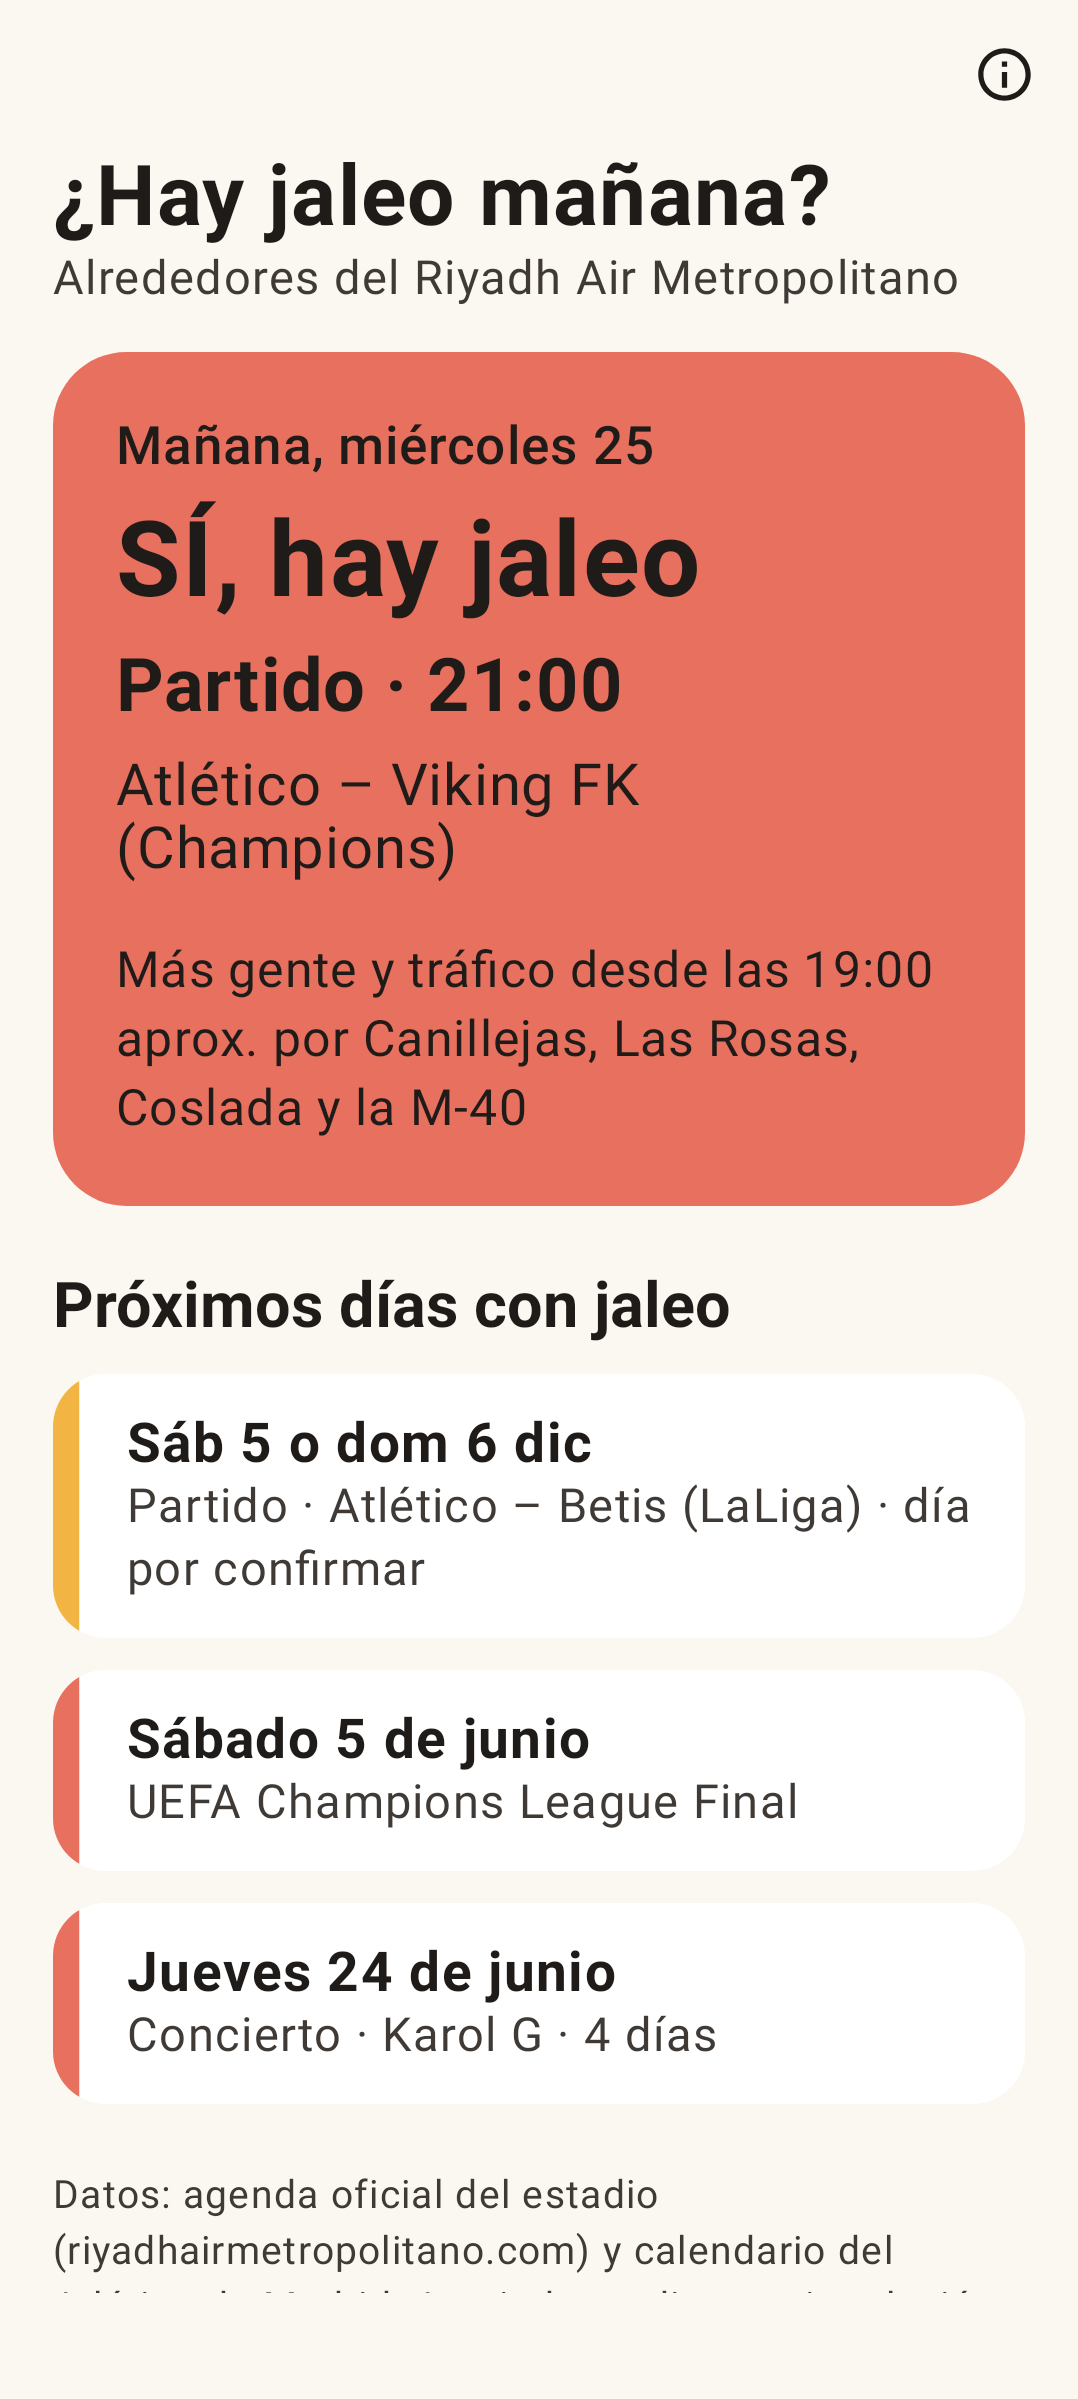 ¿Hay jaleo mañana?
Alrededores del Riyadh Air Metropolitano
Mañana, miércoles 25
SÍ, hay jaleo
Partido · 21:00
Atlético – Viking FK
(Champions)
Más gente y tráfico desde las 19:00
aprox. por Canillejas, Las Rosas,
Coslada y la M-40
Próximos días con jaleo
Sáb 5 o dom 6 dic
Partido · Atlético – Betis (LaLiga) · día
por confirmar
Sábado 5 de junio
UEFA Champions League Final
Jueves 24 de junio
Concierto · Karol G · 4 días
Datos: agenda oficial del estadio
(riyadhairmetropolitano.com) y calendario del